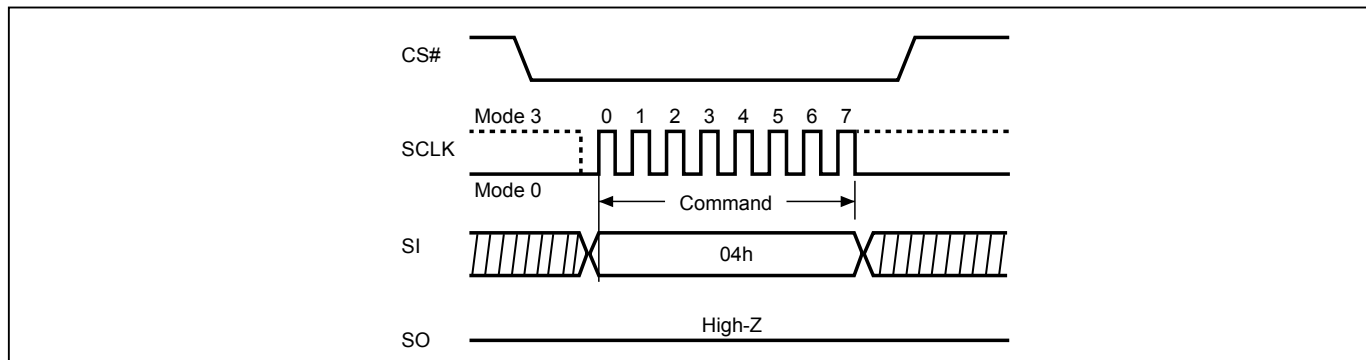 CS#
Mode 3
0 1 2 3 4 5 6 7
SCLK
Mode 0
Command
SI
04h
High-Z
SO